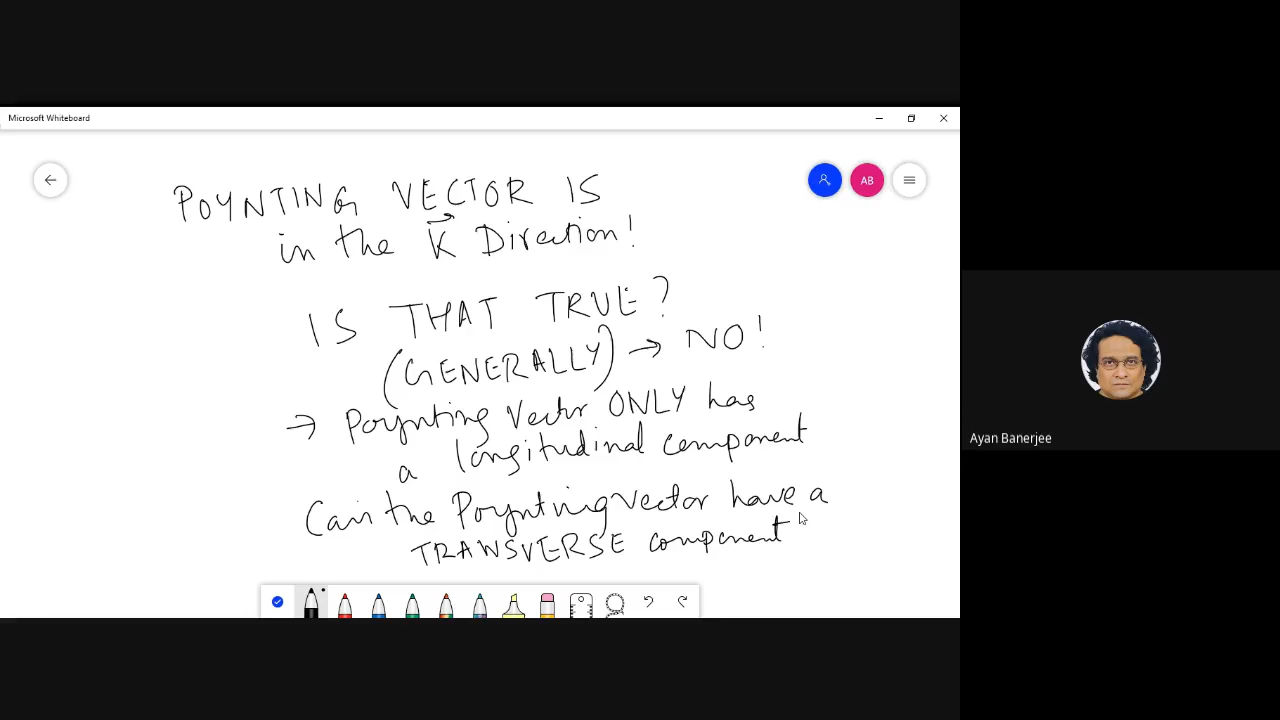 Microsoft Whiteboard
AB
POYNTING VECTOR IS
in the K Direction!
IS THAT TRUE?
(GENERALLY) → NO!
→ Poynting Vector ONLY has
a longitudinal component
Can the Poynting Vector have a
TRANSVERSE component
Ayan Banerjee